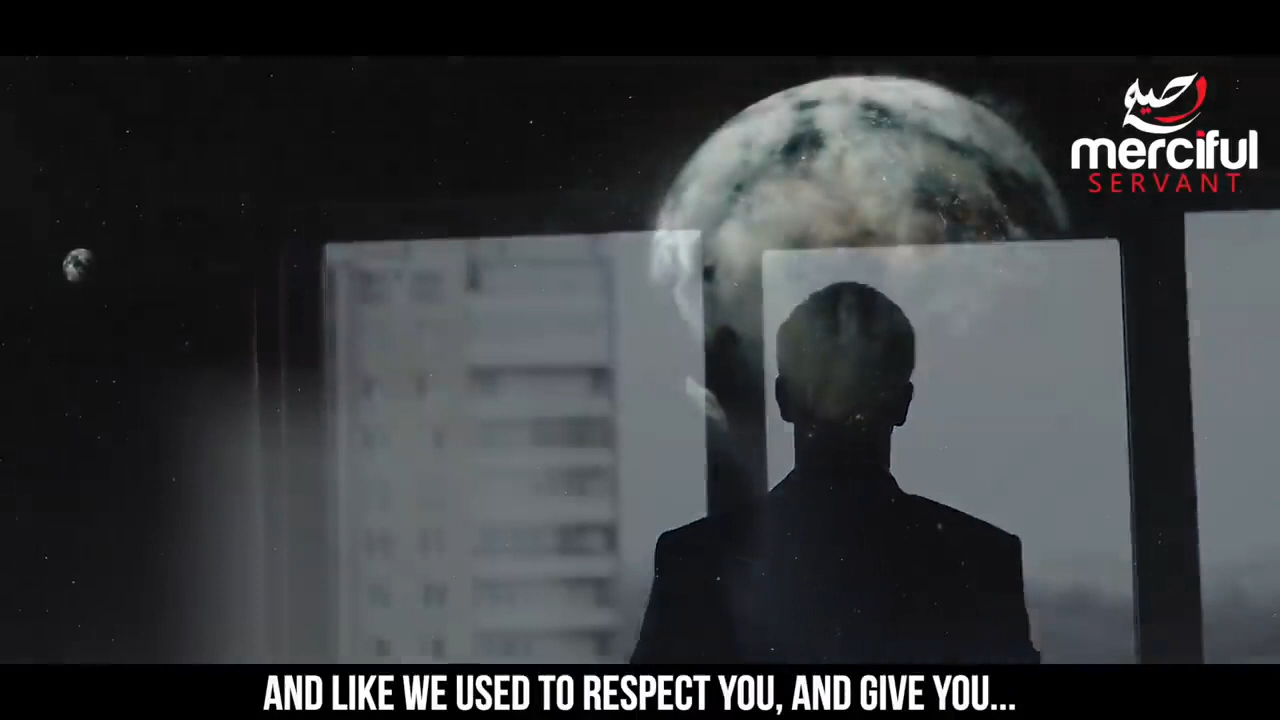 رحيم
merciful
SERVANT
AND LIKE WE USED TO RESPECT YOU, AND GIVE YOU...